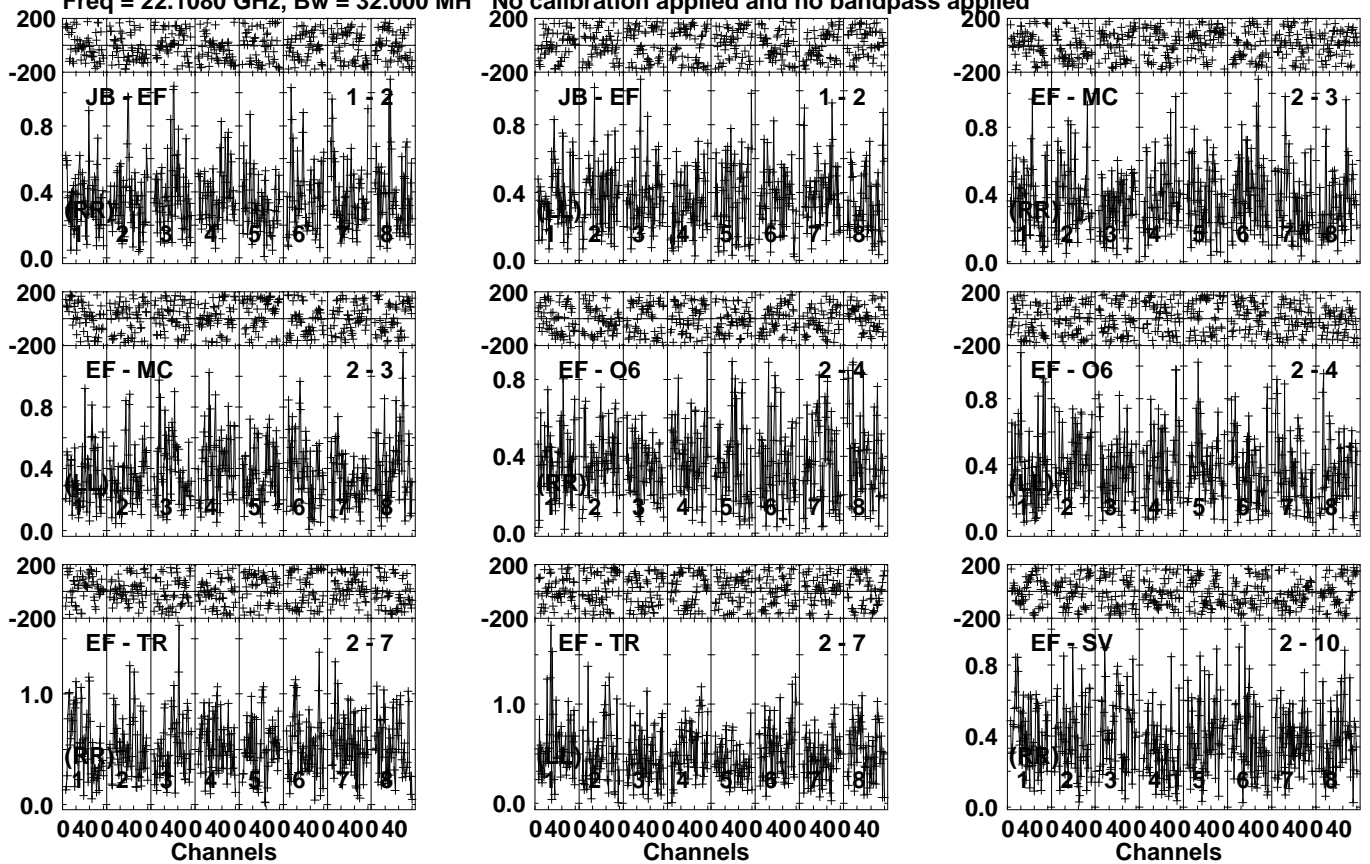 Freq = 22.1080 GHz, Bw = 32.000 MH No calibration applied and no bandpass applied
200 200 200
-200 -200 -200
JB - EF 1 - 2 JB - EF 1 - 2 EF - MC 2 - 3
0.8 0.8 0.8
0.4 0.4 0.4
(RR) (LL) (RR)
1 2 3 4 5 6 7 8 1 2 3 4 5 6 7 8 1 2 3 4 5 6 7 8
0.0 0.0 0.0
200 200 200
-200 -200 -200
EF - MC 2 - 3 EF - O6 2 - 4 EF - O6 2 - 4
0.8 0.8 0.8
0.4 0.4 0.4
(LL) (RR) (LL)
1 2 3 4 5 6 7 8 1 2 3 4 5 6 7 8 1 2 3 4 5 6 7 8
0.0 0.0 0.0
200 200 200
-200 -200 -200
EF - TR 2 - 7 EF - TR 2 - 7 EF - SV 2 - 10
1.0 1.0 0.8
0.4
(RR) (LL) (RR)
1 2 3 4 5 6 7 8 1 2 3 4 5 6 7 8 1 2 3 4 5 6 7 8
0.0 0.0 0.0
0 40 0 40 0 40 0 40 0 40 0 40 0 40 0 40 0 40 0 40 0 40 0 40 0 40 0 40 0 40 0 40 0 40 0 40 0 40 0 40 0 40 0 40 0 40 0 40
Channels Channels Channels